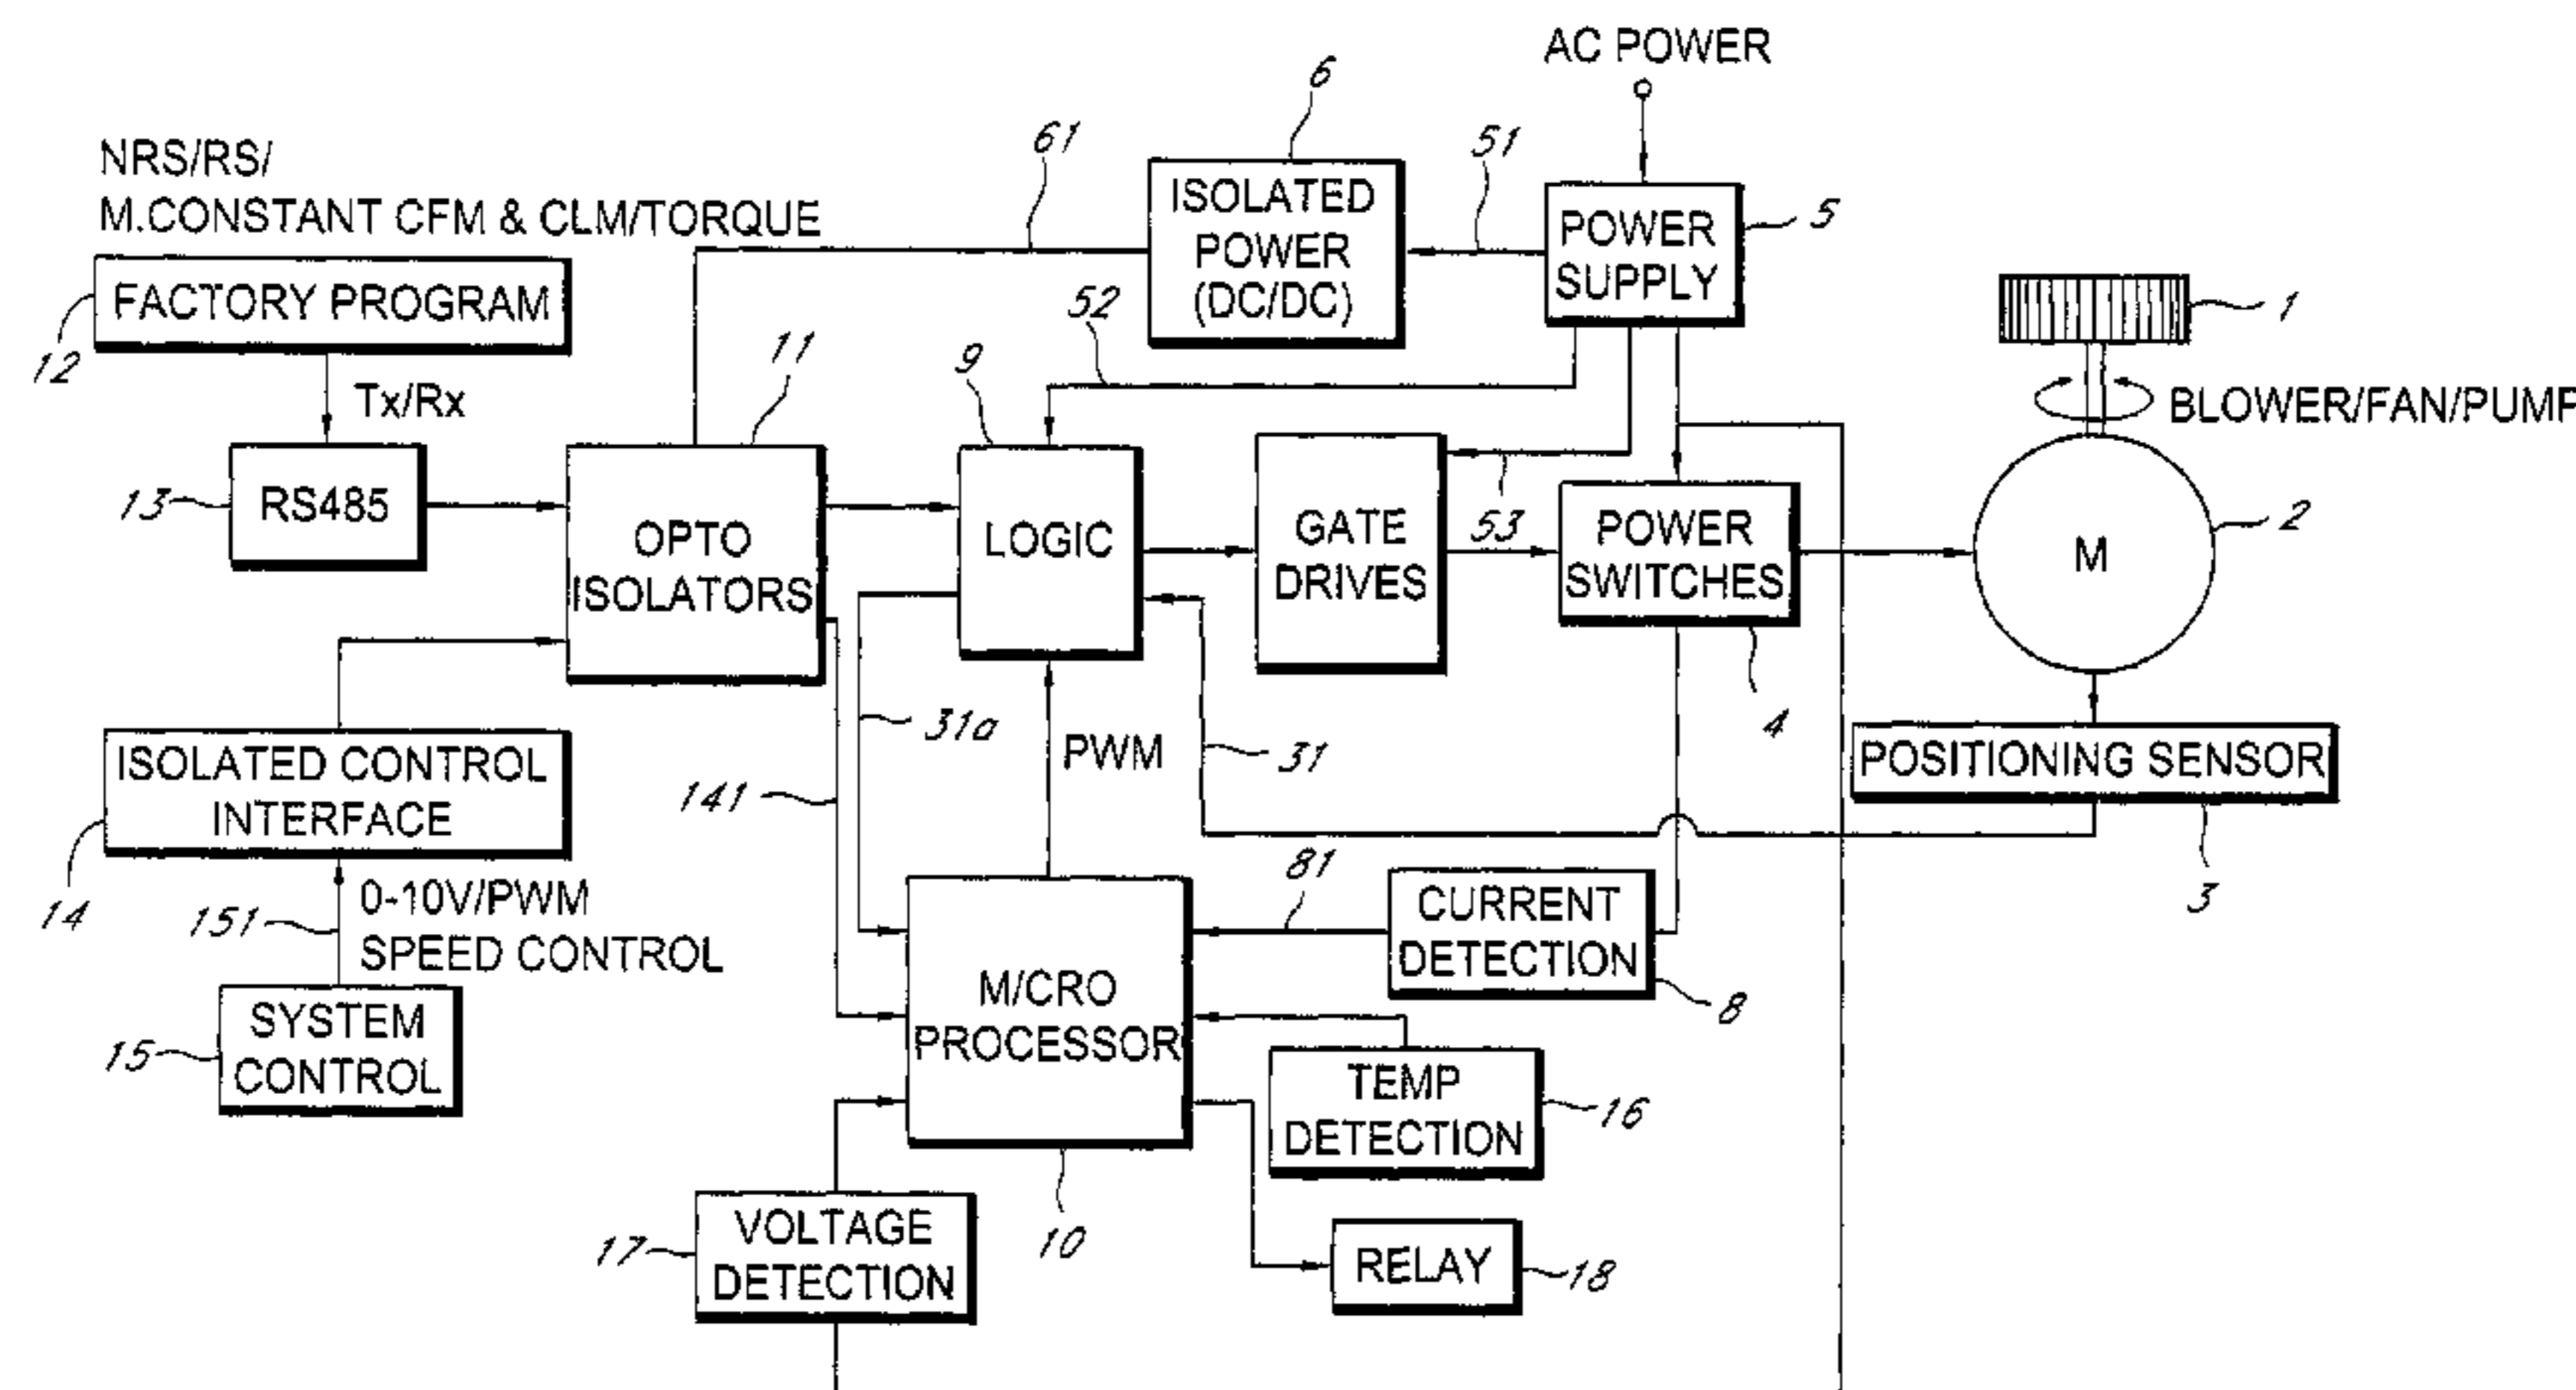 AC POWER
6
61
51
NRS/RS/
M.CONSTANT CFM & CLM/TORQUE
ISOLATED
POWER
(DC/DC)
POWER
SUPPLY
5
FACTORY PROGRAM
12
52
1
11
9
Tx/Rx
BLOWER/FAN/PUMP
13
RS485
OPTO
ISOLATORS
LOGIC
GATE
DRIVES
53
POWER
SWITCHES
M
2
31a
PWM
31
4
ISOLATED CONTROL
INTERFACE
141
POSITIONING SENSOR
14
151
0-10V/PWM
SPEED CONTROL
81
CURRENT
DETECTION
3
M/CRO
PROCESSOR
8
15
SYSTEM
CONTROL
TEMP
DETECTION
16
17
VOLTAGE
DETECTION
10
RELAY
18